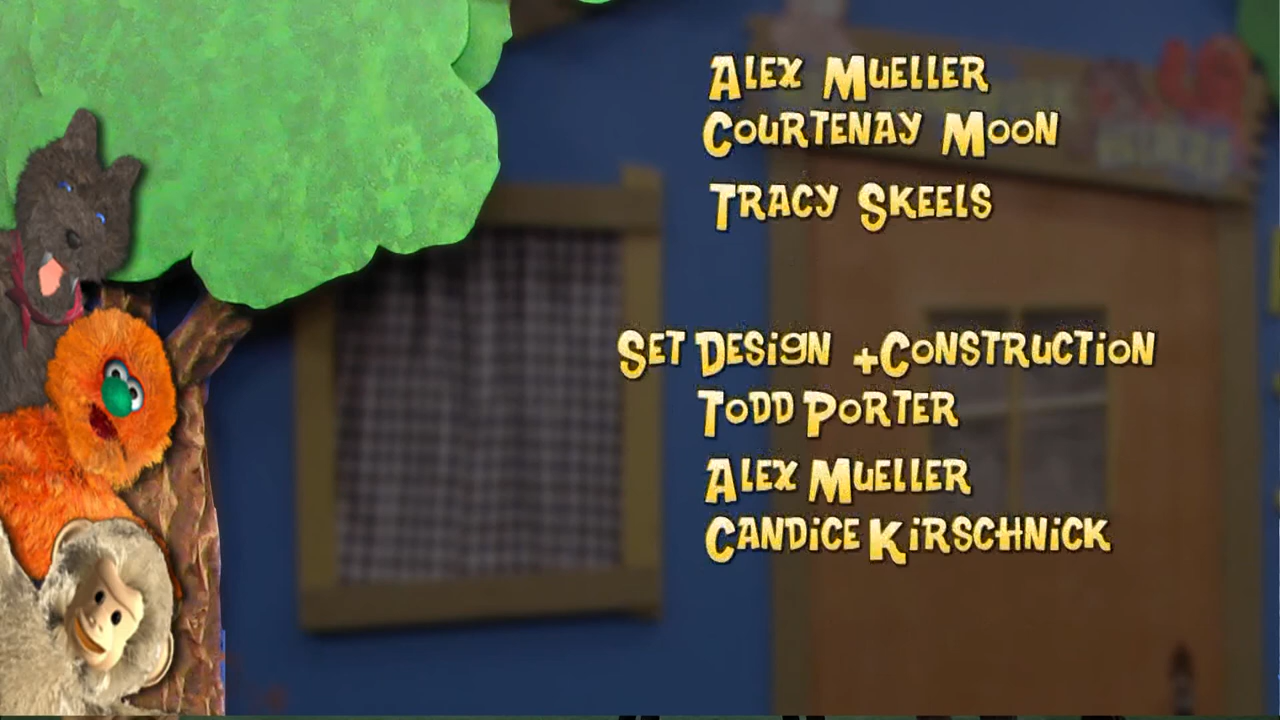 Alex Mueller
Courtenay Moon
Tracy Skeels
Set Design +Construction
Todd Porter
Alex Mueller
Candice Kirschnick